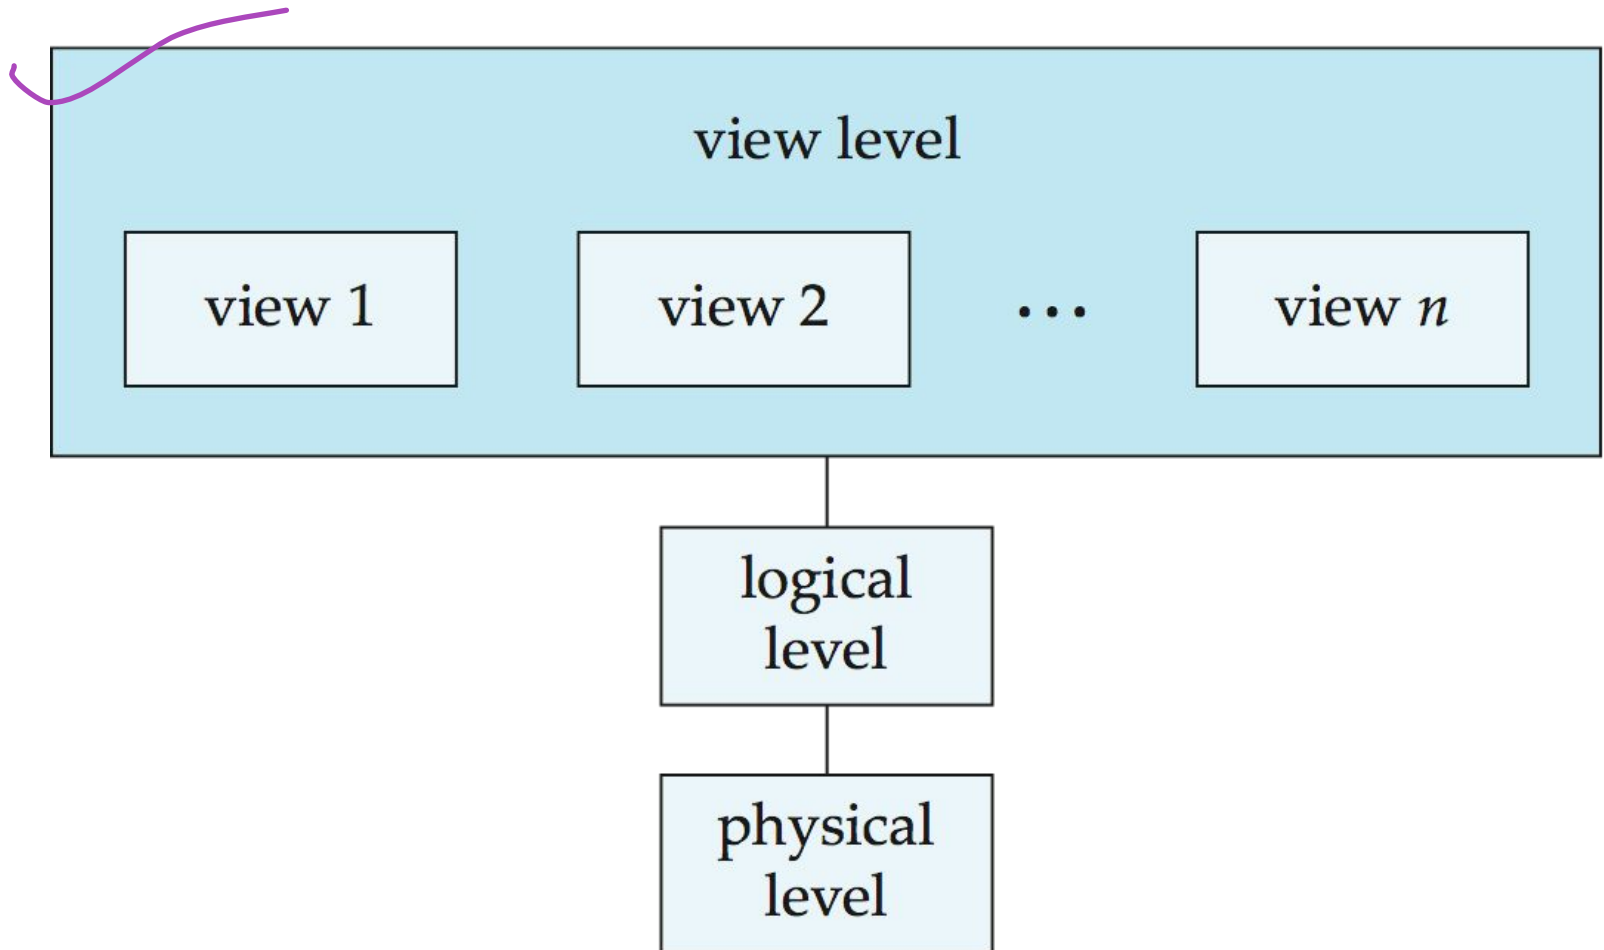 view level
view 1
view 2
...
view n
logical
level
physical
level